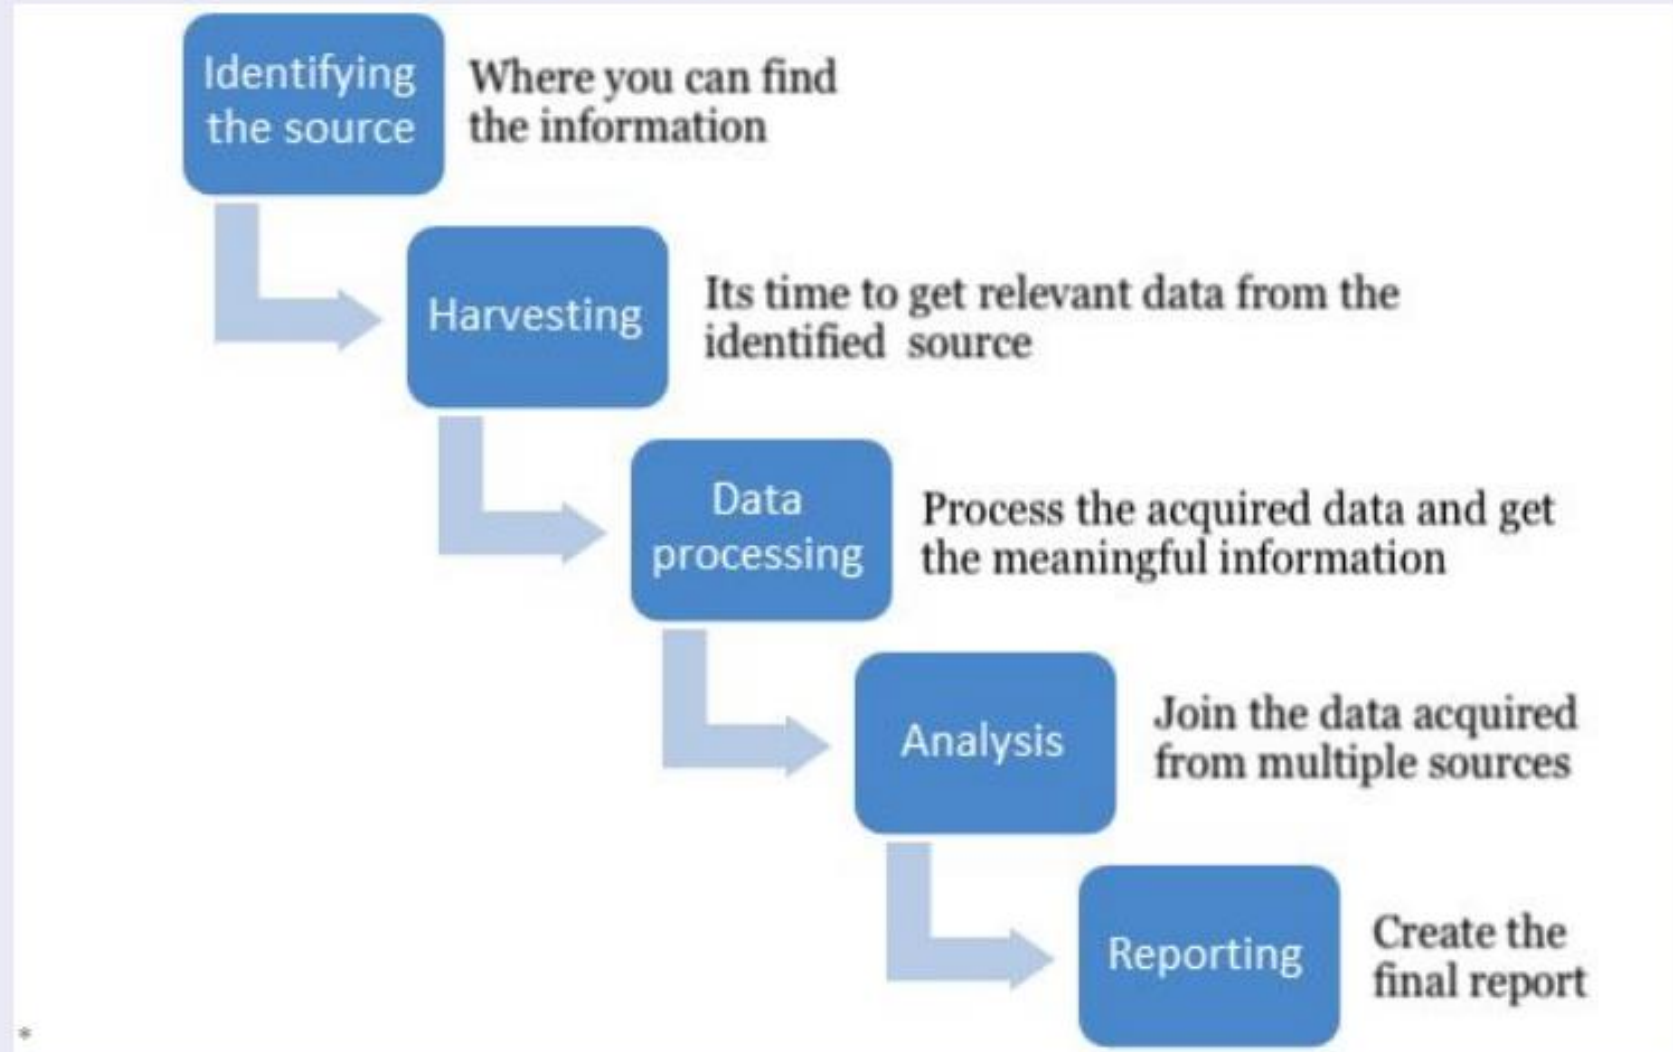 Identifying
the source
Where you can find
the information
Harvesting
Its time to get relevant data from the
identified source
Data
processing
Process the acquired data and get
the meaningful information
Analysis
Join the data acquired
from multiple sources
Reporting
Create the
final report
*